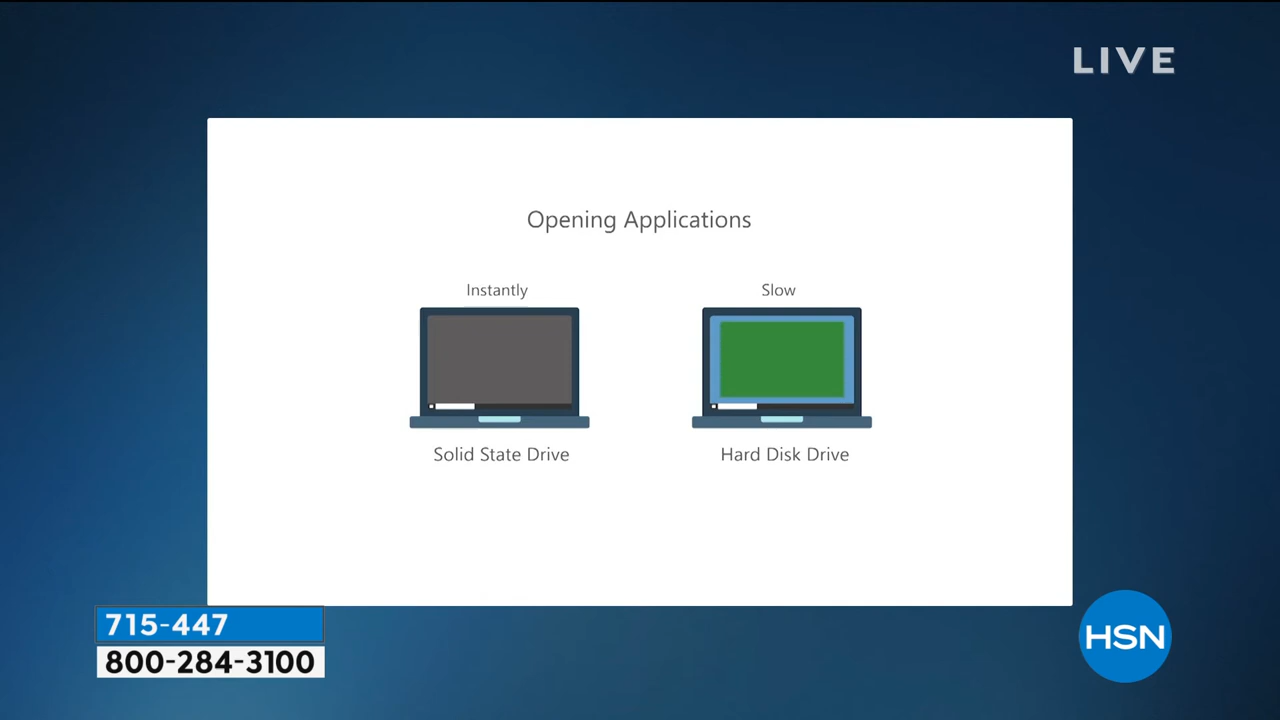 LIVE
Opening Applications
Instantly
Slow
Solid State Drive
Hard Disk Drive
715-447
800-284-3100
HSN